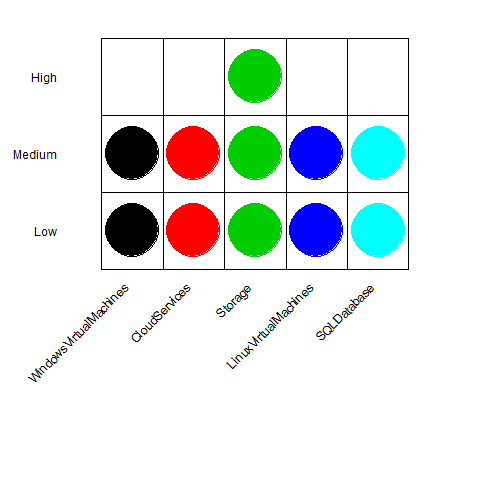 High
Medium
Low
WindowsVirtualMachines
CloudServices
Storage
LinuxVirtualMachines
SQLDatabase